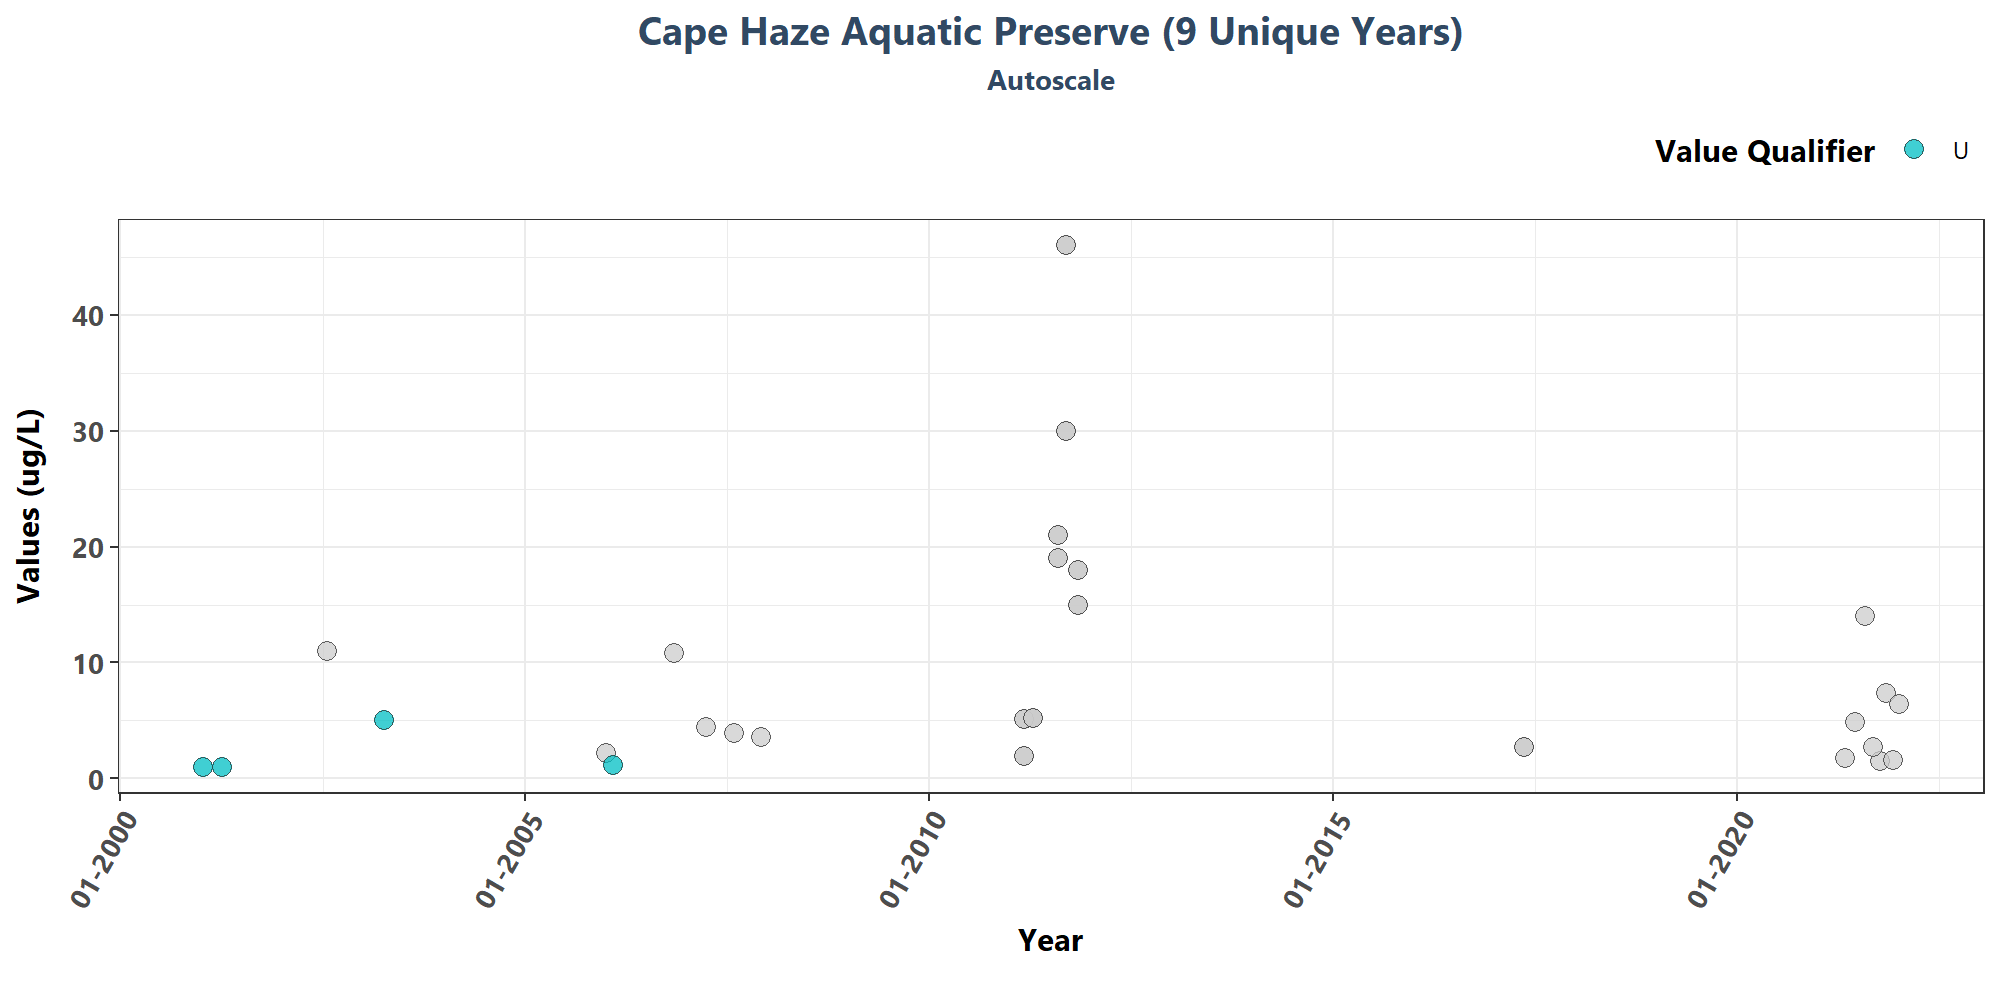 Cape Haze Aquatic Preserve (9 Unique Years)
Autoscale
Value Qualifier U
Values (ug/L)
40
30
20
10
0
01-2000 01-2005 01-2010 01-2015 01-2020
Year